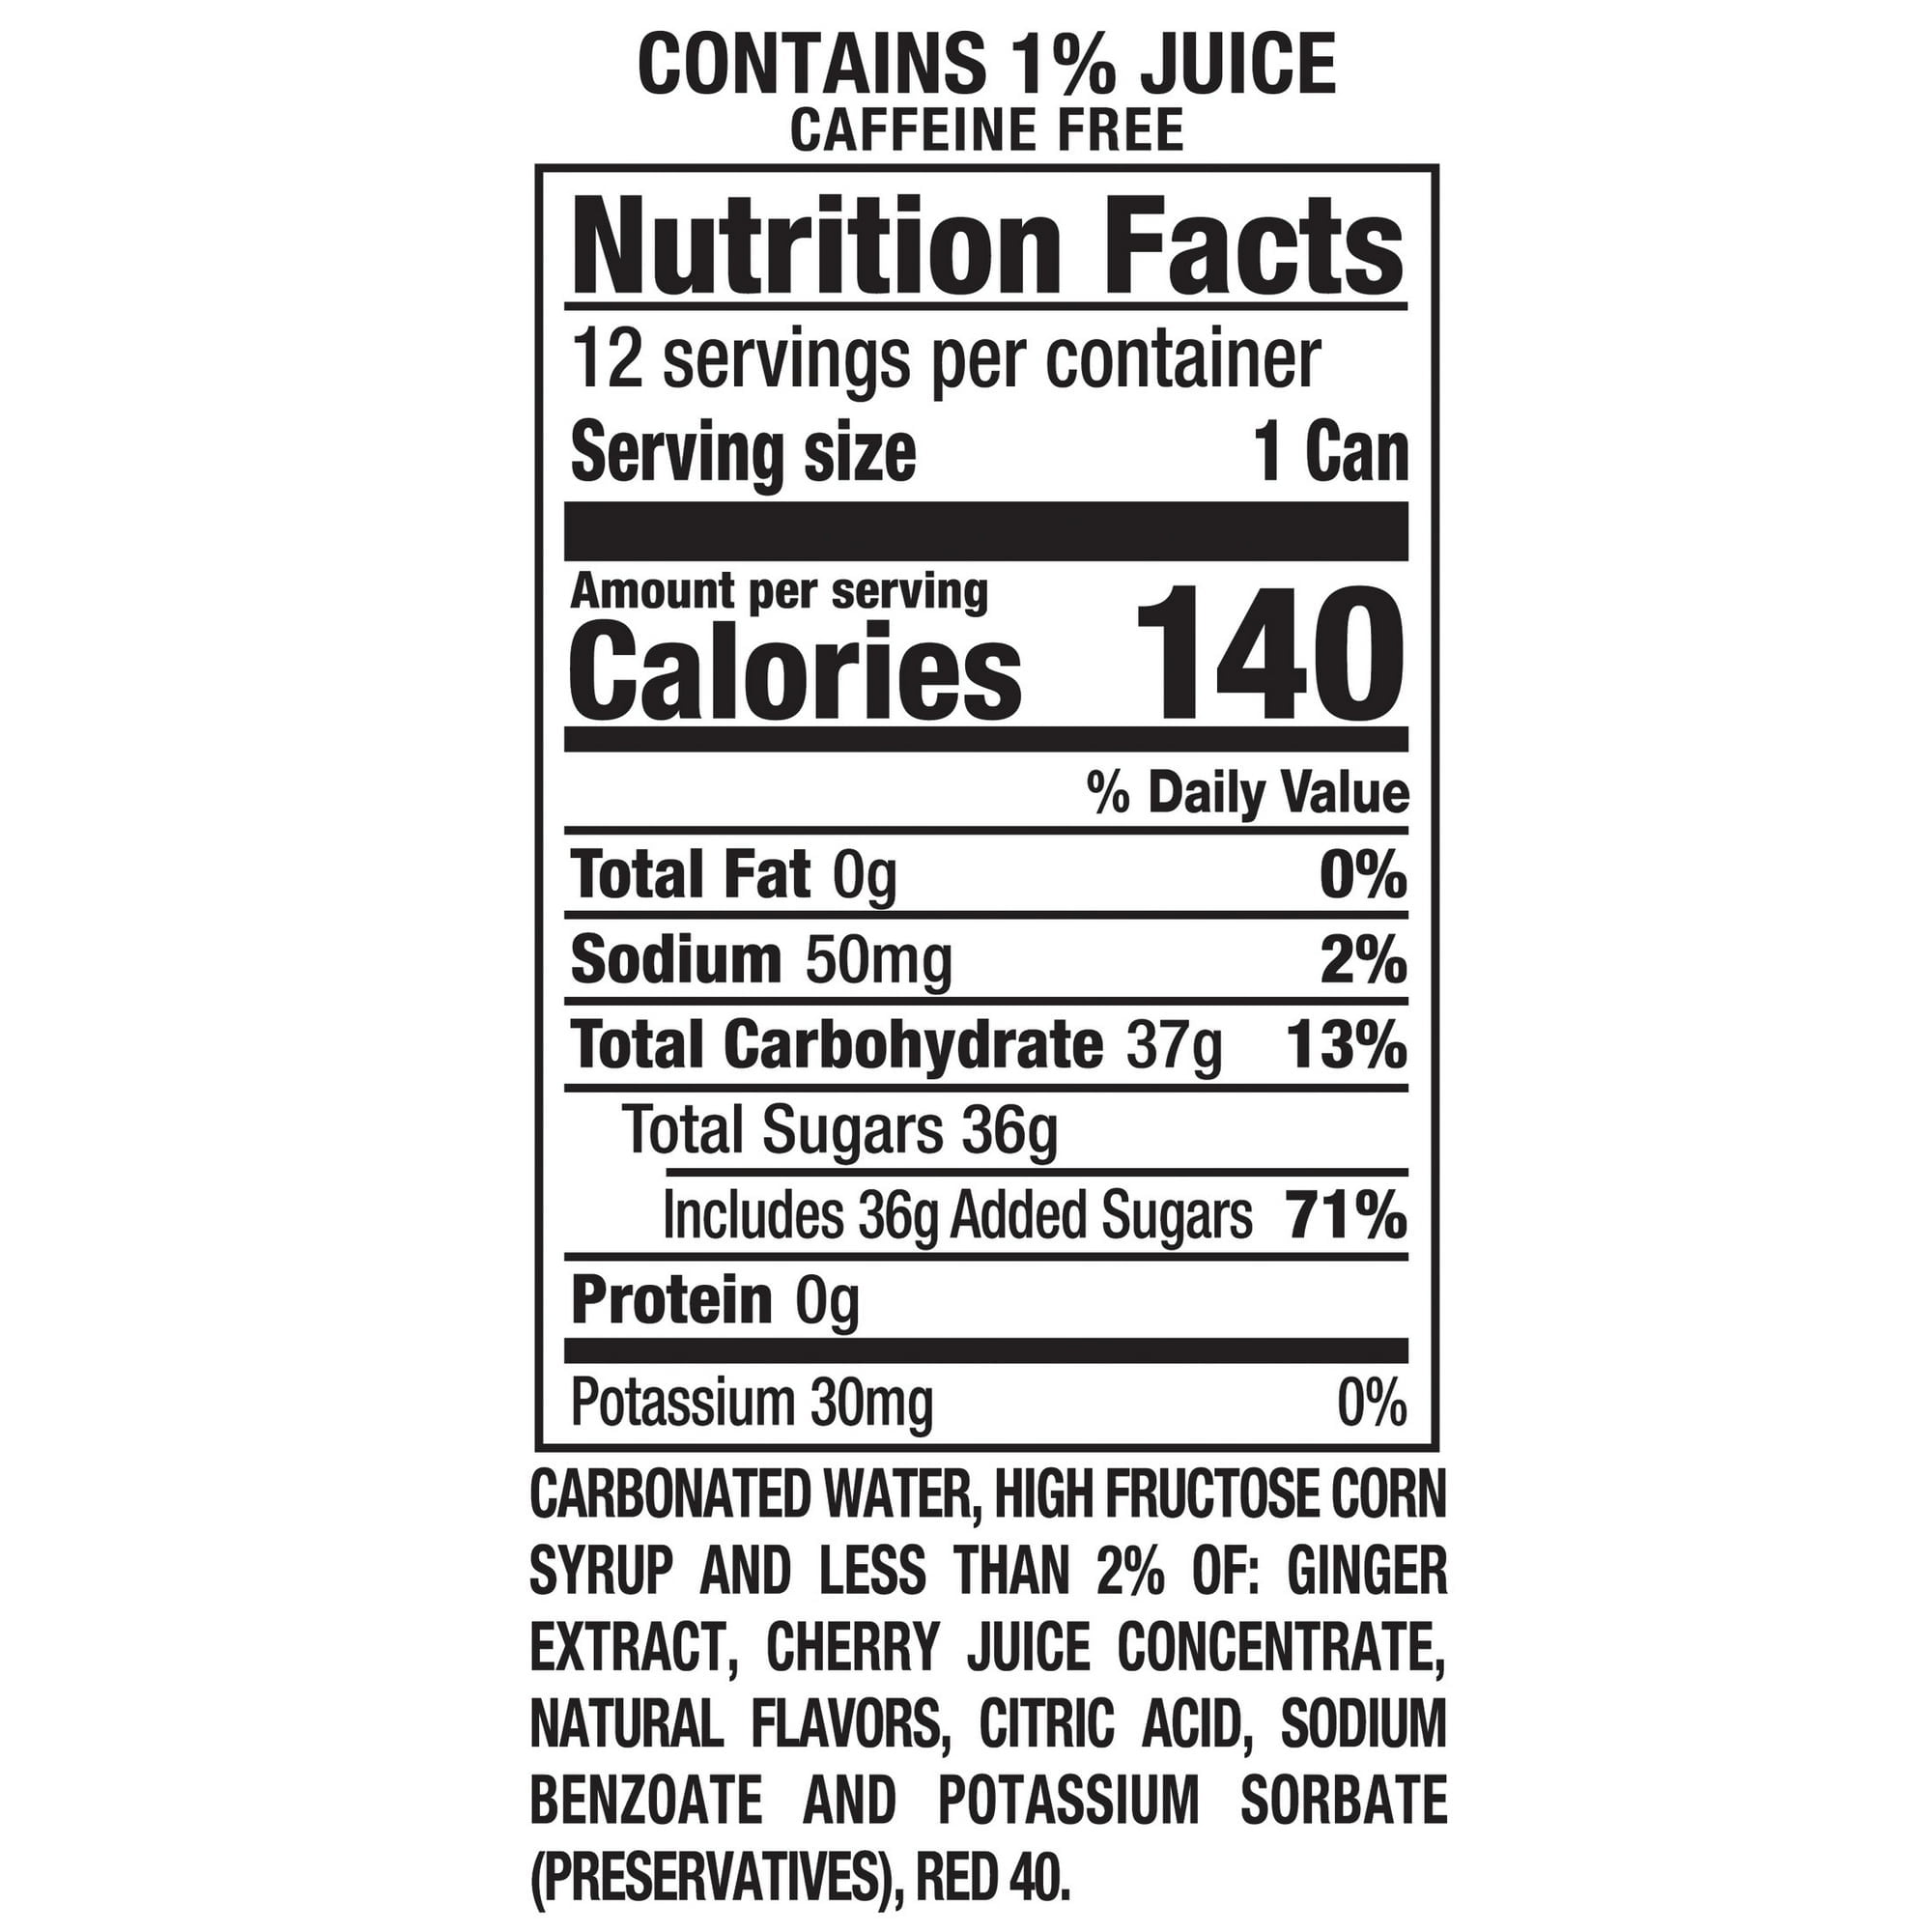 CONTAINS 1% JUICE
CAFFEINE FREE
Nutrition Facts
12 servings per container
Serving size 1 Can
Amount per serving
Calories 140
% Daily Value
Total Fat 0g 0%
Sodium 50mg 2%
Total Carbohydrate 37g 13%
Total Sugars 36g
Includes 36g Added Sugars 71%
Protein 0g
Potassium 30mg 0%
CARBONATED WATER, HIGH FRUCTOSE CORN
SYRUP AND LESS THAN 2% OF: GINGER
EXTRACT, CHERRY JUICE CONCENTRATE,
NATURAL FLAVORS, CITRIC ACID, SODIUM
BENZOATE AND POTASSIUM SORBATE
(PRESERVATIVES), RED 40.